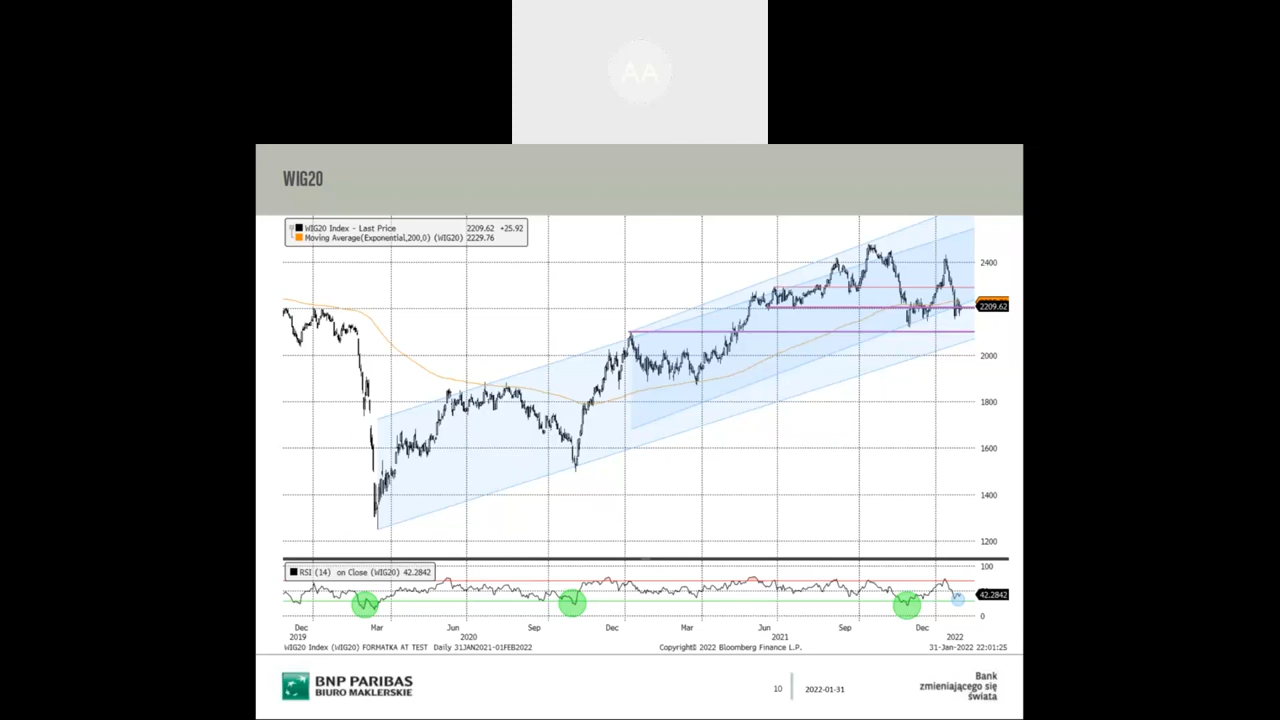 AA
WIG20
WIG20 Index - Last Price 2209.62 +25.92
Moving Average(Exponential,200,0) (WIG20) 2229.76
2400
2209.62
2000
1800
1600
1400
1200
RSI (14) on Close (WIG20) 42.2842
100
42.2842
0
Dec Mar Jun Sep Dec Mar Jun Sep Dec
2019 2020 2021 2022
WIG20 Index (WIG20) FORMATKA AT TEST Daily 31JAN2021-01FEB2022 Copyright© 2022 Bloomberg Finance L.P. 31-Jan-2022 22:01:25
BNP PARIBAS
BIURO MAKLERSKIE
10 2022-01-31
Bank
zmieniającego się
świata